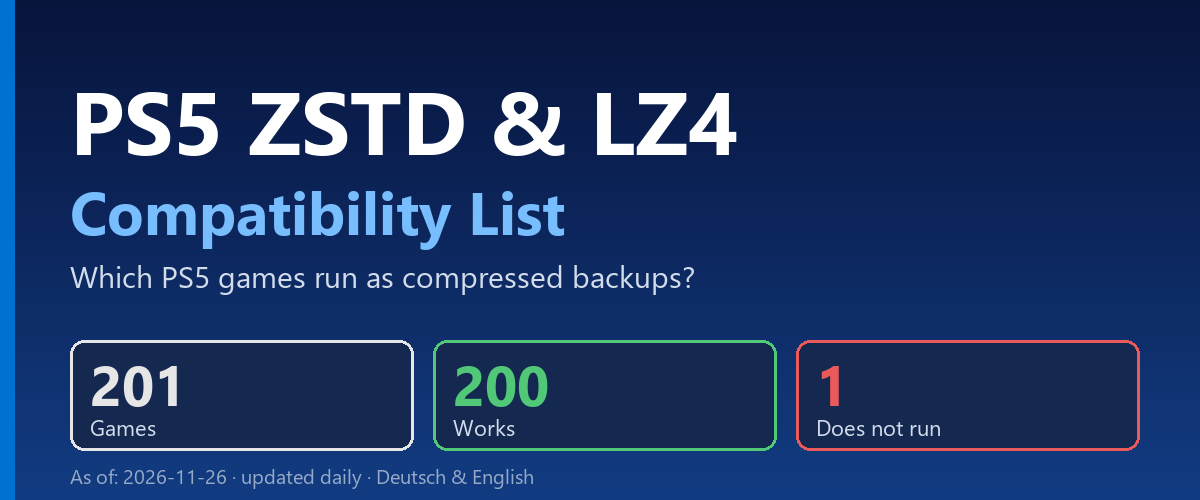 PS5 ZSTD & LZ4
Compatibility List
Which PS5 games run as compressed backups?
201
Games
200
Works
1
Does not run
As of: 2026-11-26 · updated daily · Deutsch & English